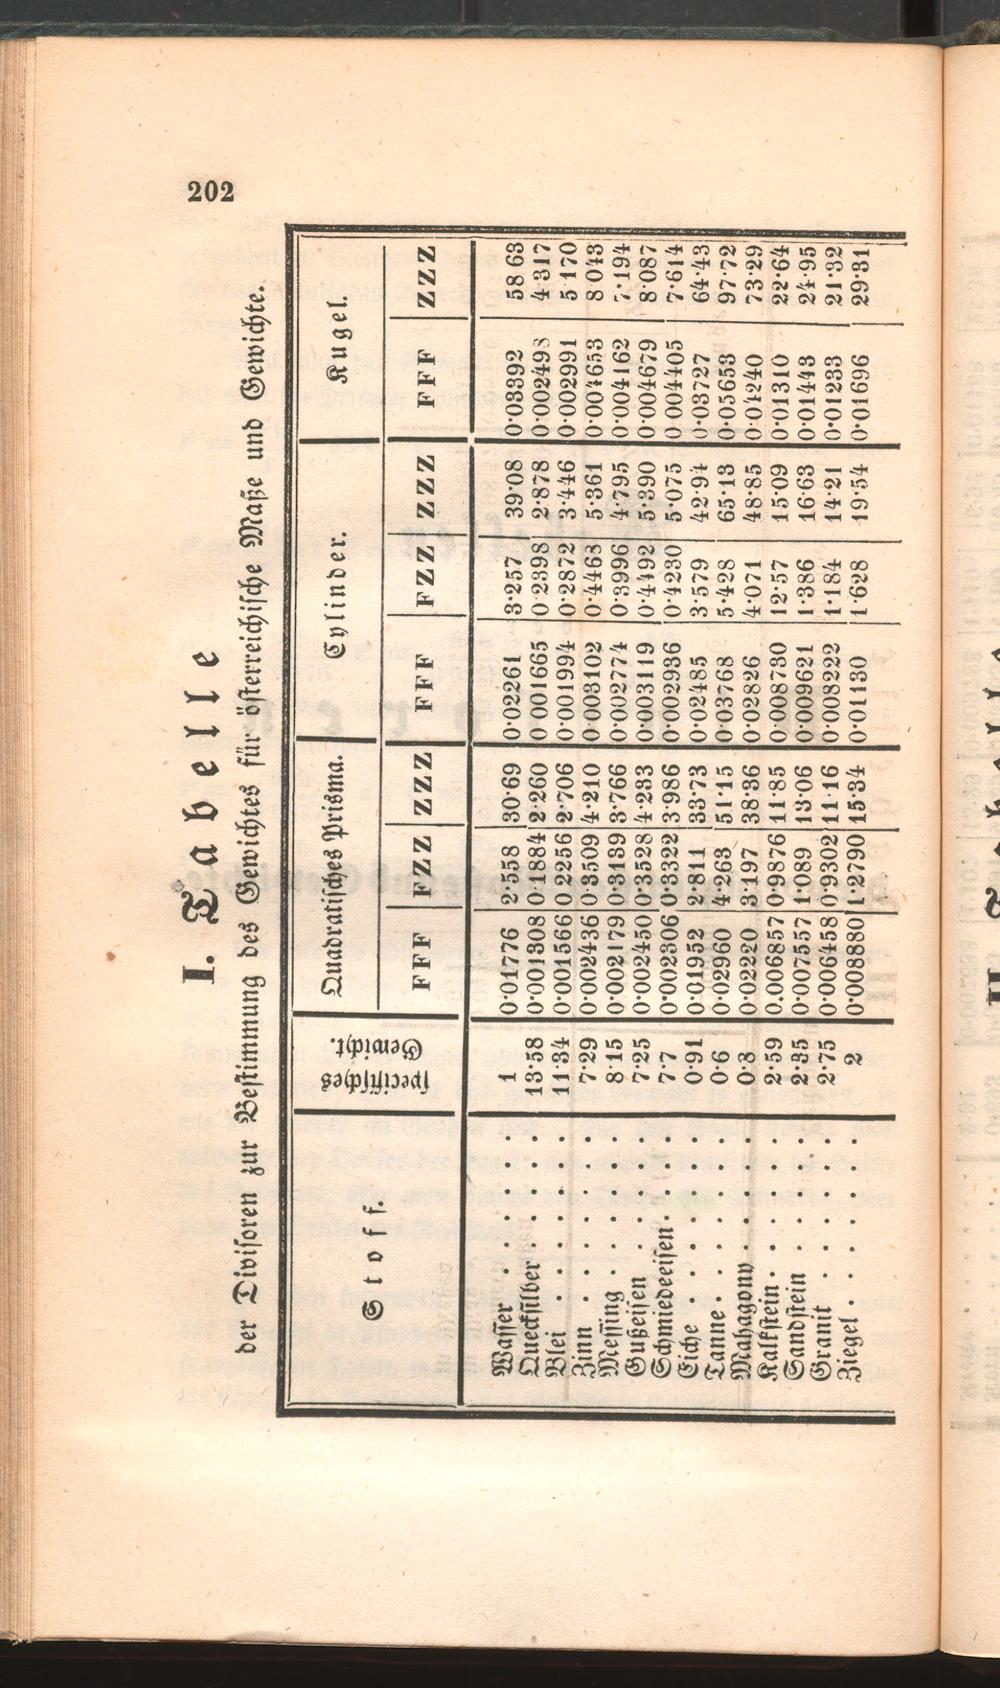 202
I. Tabelle
der Divisoren zur Bestimmung des Gewichtes für österreichische Maße und Gewichte.
Stoff. specifisches Gewicht. Quadratisches Prisma. Cylinder. Kugel.
FFF FZZ ZZZ FFF FZZ ZZZ FFF ZZZ
Wasser . . . . . . 1 0·01776 2·558 30·69 0·02261 3·257 39·08 0·03392 58 63
Quecksilber . . . . . 13·58 0·001308 0·1884 2·260 0·001665 0·2398 2·878 0·002498 4·317
Blei . . . . . . . 11·34 0·001566 0·2256 2·706 0·001994 0·2872 3·446 0·002991 5·170
Zinn . . . . . . . 7·29 0·002436 0·3509 4·210 0·003102 0·4468 5·361 0·004653 8·043
Messing . . . . . . 8·15 0·002179 0·3139 3·766 0·002774 0·3996 4·795 0·004162 7·194
Gußeisen . . . . . 7·25 0·002450 0·3528 4·233 0·003119 0·4492 5·390 0·004679 8·087
Schmiedeeisen . . . . 7·7 0·002306 0·3322 3·986 0·002936 0·4230 5·075 0·004405 7·614
Eiche . . . . . . . 0·91 0·01952 2·811 33·73 0·02485 3·579 42·94 0·03727 64·43
Tanne . . . . . . . 0·6 0·02960 4·263 51·15 0·03768 5·428 65·13 0·05653 97·72
Mahagony . . . . . 0·8 0·02220 3·197 38·36 0·02826 4·071 48·85 0·04240 73·29
Kalkstein . . . . . . 2·59 0.006857 0·9876 11·85 0·008730 12·57 15·09 0·01310 22·64
Sandstein . . . . . 2·35 0·007557 1·089 13·06 0·009621 1·386 16·63 0·01443 24·95
Granit . . . . . . 2·75 0·006458 0·9302 11·16 0·008222 1·184 14·21 0·01233 21·32
Ziegel . . . . . . 2 0·008880 1·2790 15·34 0·01130 1·628 19·54 0·01696 29·31